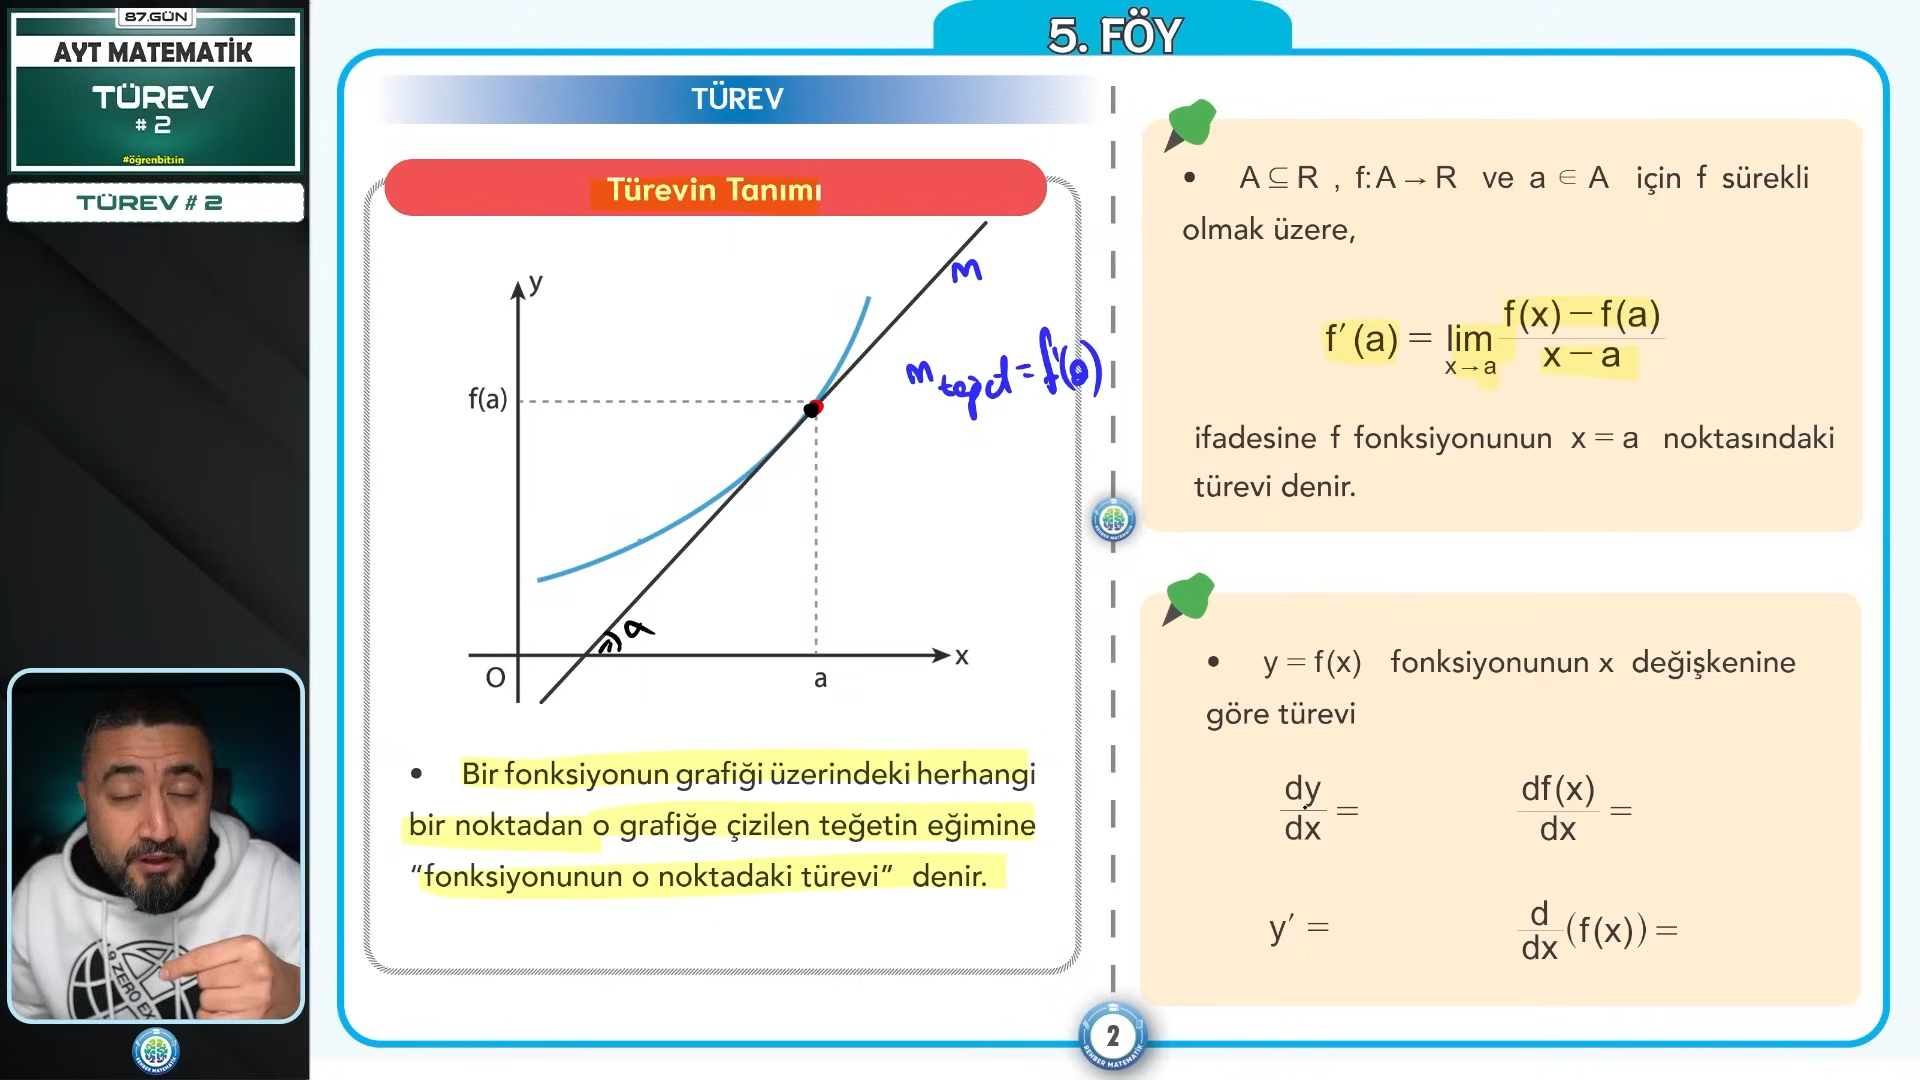 87.GÜN
AYT MATEMATİK
TÜREV
# 2
#öğrenbitsin
TÜREV # 2
5. FÖY
TÜREV
Türevin Tanımı
y
m
f(a)
O
a
x
• Bir fonksiyonun grafiği üzerindeki herhangi
bir noktadan o grafiğe çizilen teğetin eğimine
“fonksiyonunun o noktadaki türevi” denir.
• A ⊆ R , f: A → R ve a ∈ A için f sürekli
olmak üzere,
f′(a) = lim x→a f(x) − f(a) / x − a
ifadesine f fonksiyonunun x = a noktasındaki
türevi denir.
• y = f(x) fonksiyonunun x değişkenine
göre türevi
dy/dx = df(x)/dx =
y′ = d/dx (f(x)) =
2
REHBER MATEMATİK